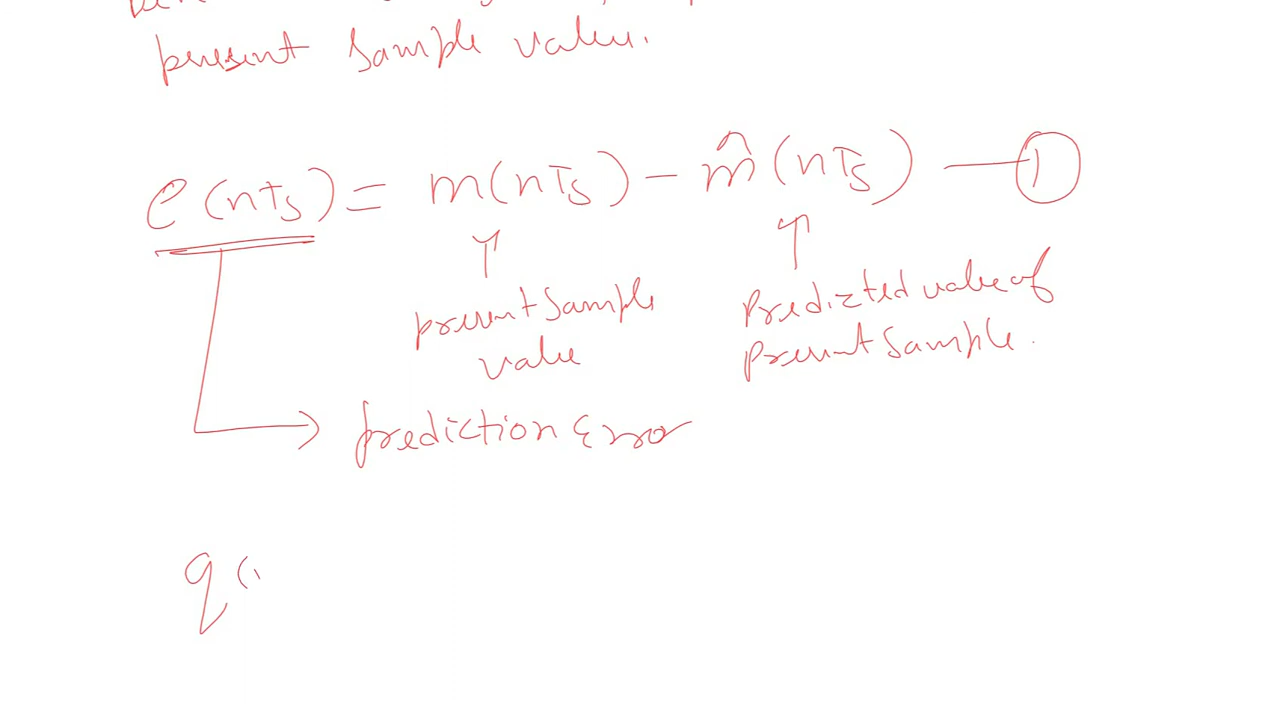 present sample value.
e(nTs) = m(nTs) - m̂(nTs) — ①
↑ ↑
present sample Predicted value of
value present sample.
→ prediction Error
q(